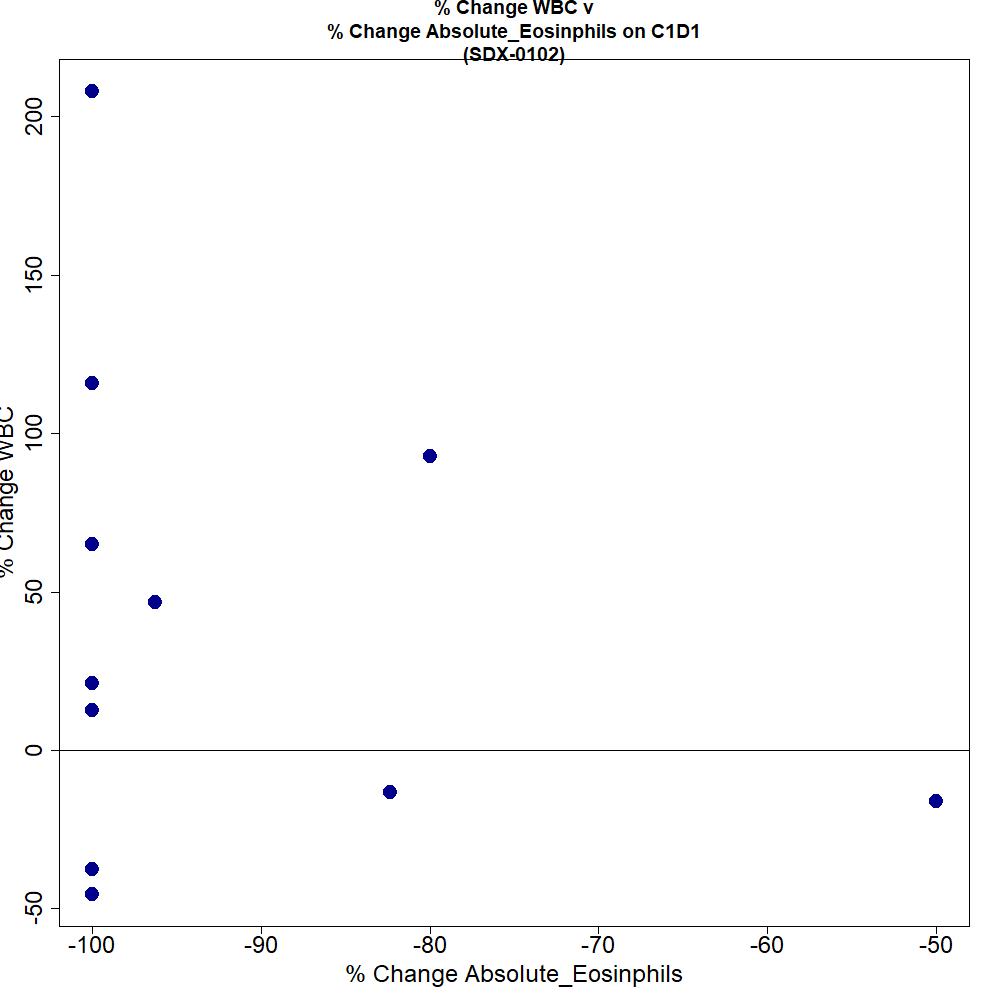 % Change WBC v
% Change Absolute_Eosinphils on C1D1
(SDX-0102)
200
150
100
50
0
-50
% Change WBC
-100 -90 -80 -70 -60 -50
% Change Absolute_Eosinphils